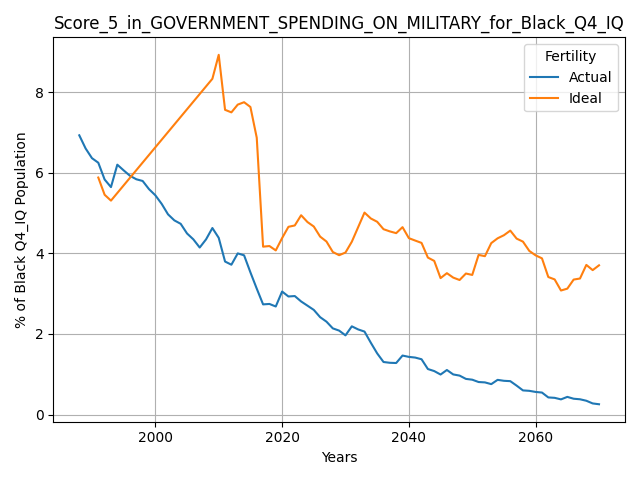 Score_5_in_GOVERNMENT_SPENDING_ON_MILITARY_for_Black_Q4_IQ
Fertility
Actual
Ideal
% of Black Q4_IQ Population
8
6
4
2
0
2000 2020 2040 2060
Years